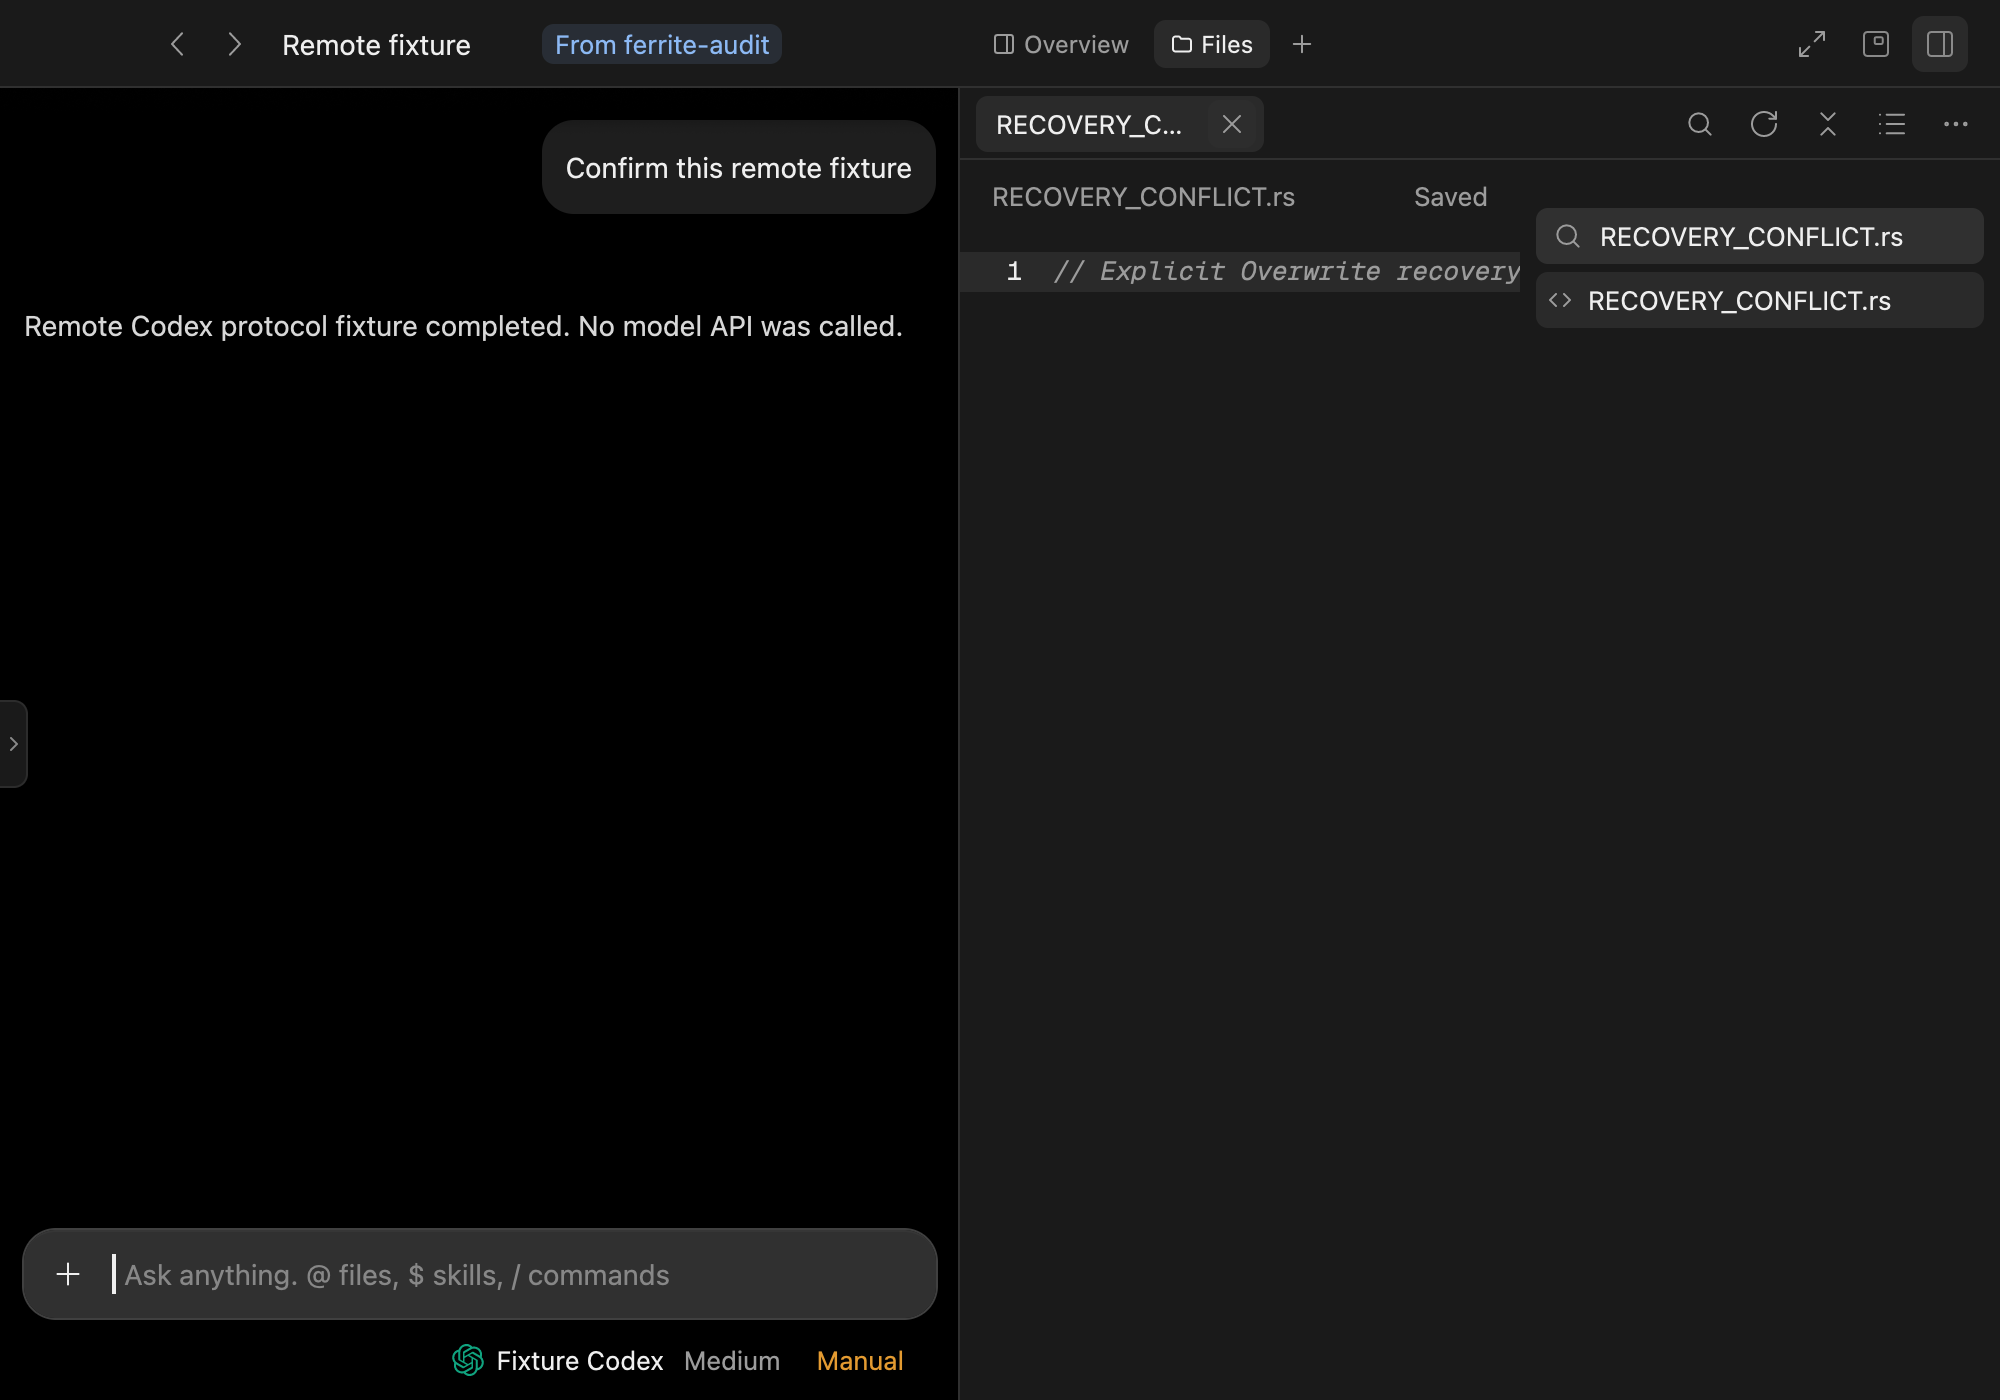 Remote fixture
From ferrite-audit
Overview
Files
Confirm this remote fixture
Remote Codex protocol fixture completed. No model API was called.
Ask anything. @ files, $ skills, / commands
Fixture Codex Medium Manual
RECOVERY_C...
RECOVERY_CONFLICT.rs Saved
1 // Explicit Overwrite recovery
RECOVERY_CONFLICT.rs
RECOVERY_CONFLICT.rs